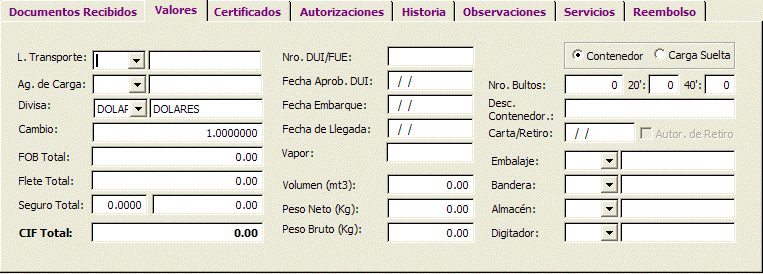 Documentos Recibidos Valores Certificados Autorizaciones Historia Observaciones Servicios Reembolso
L. Transporte:
Ag. de Carga:
Divisa: DOLAR DOLARES
Cambio: 1.0000000
FOB Total: 0.00
Flete Total: 0.00
Seguro Total: 0.0000 0.00
CIF Total: 0.00
Nro. DUI/FUE:
Fecha Aprob. DUI: / /
Fecha Embarque: / /
Fecha de Llegada: / /
Vapor:
Volumen (mt3): 0.00
Peso Neto (Kg): 0.00
Peso Bruto (Kg): 0.00
Contenedor Carga Suelta
Nro. Bultos: 0 20': 0 40': 0
Desc.
Contenedor.:
Carta/Retiro: / / Autor. de Retiro
Embalaje:
Bandera:
Almacén:
Digitador: